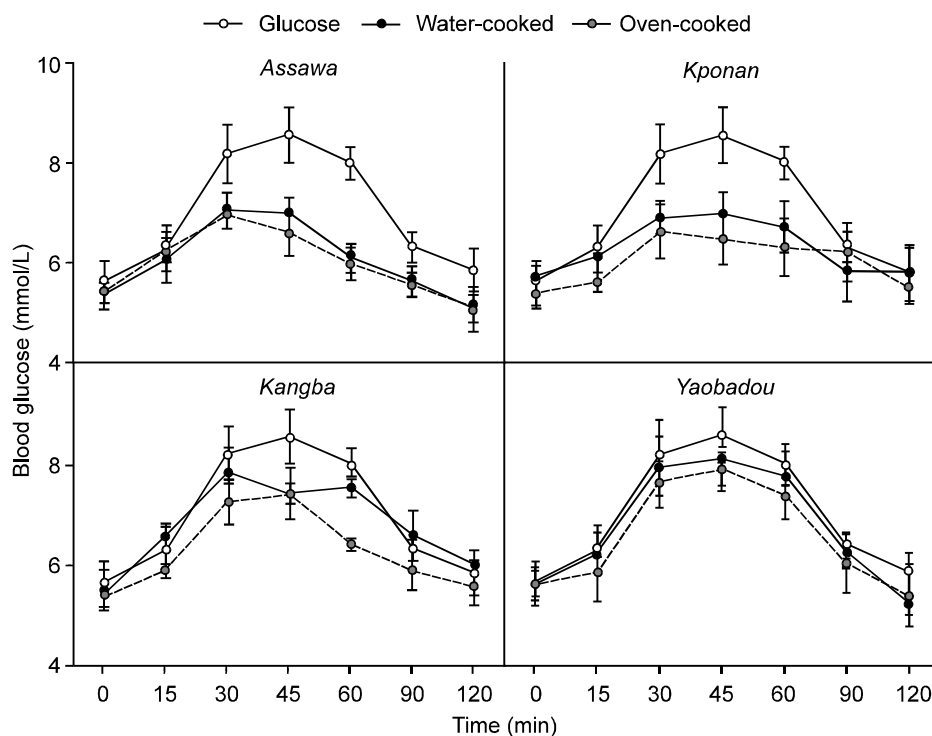 Glucose Water-cooked Oven-cooked
Assawa Kponan
10
8
6
4
Kangba Yaobadou
8
6
4
Blood glucose (mmol/L)
0 15 30 45 60 90 120 0 15 30 45 60 90 120
Time (min)